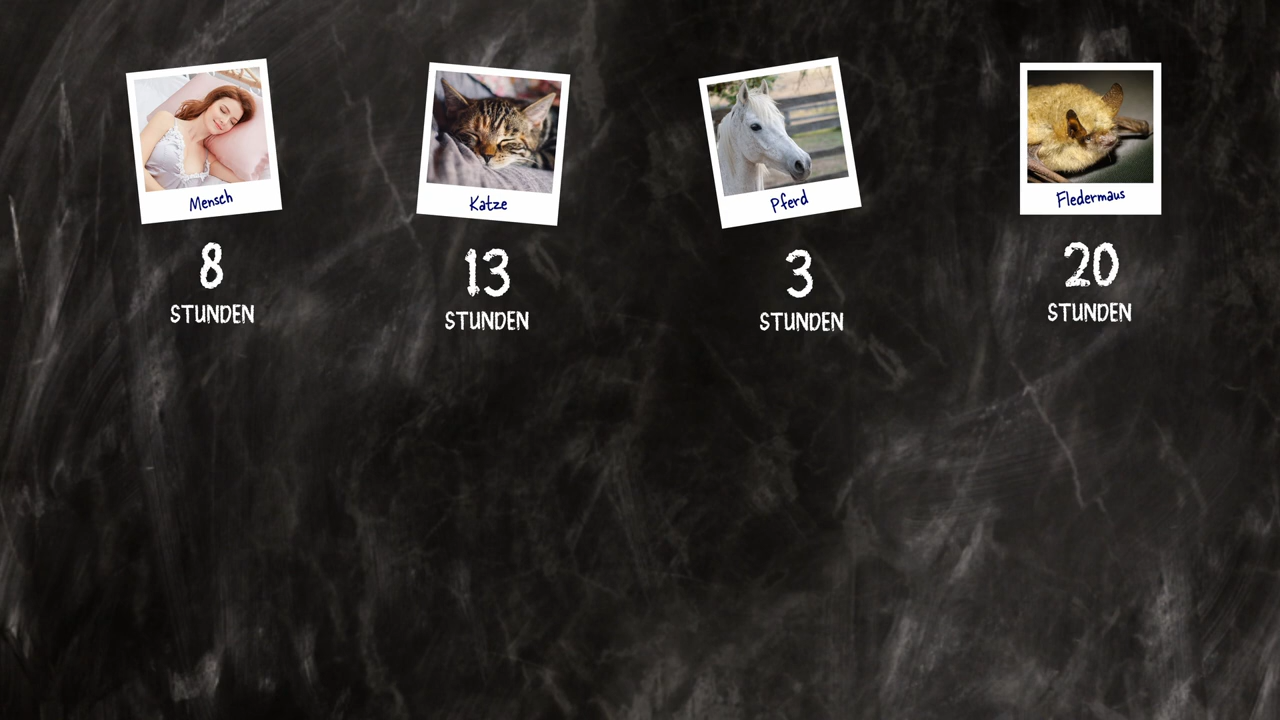 Mensch
Katze
Pferd
Fledermaus
8
STUNDEN
13
STUNDEN
3
STUNDEN
20
STUNDEN